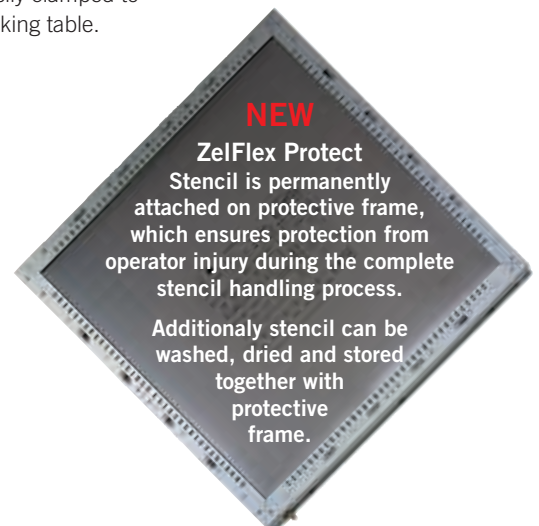 clamped to
king table.
NEW
ZelFlex Protect
Stencil is permanently
attached on protective frame,
which ensures protection from
operator injury during the complete
stencil handling process.
Additionaly stencil can be
washed, dried and stored
together with
protective
frame.